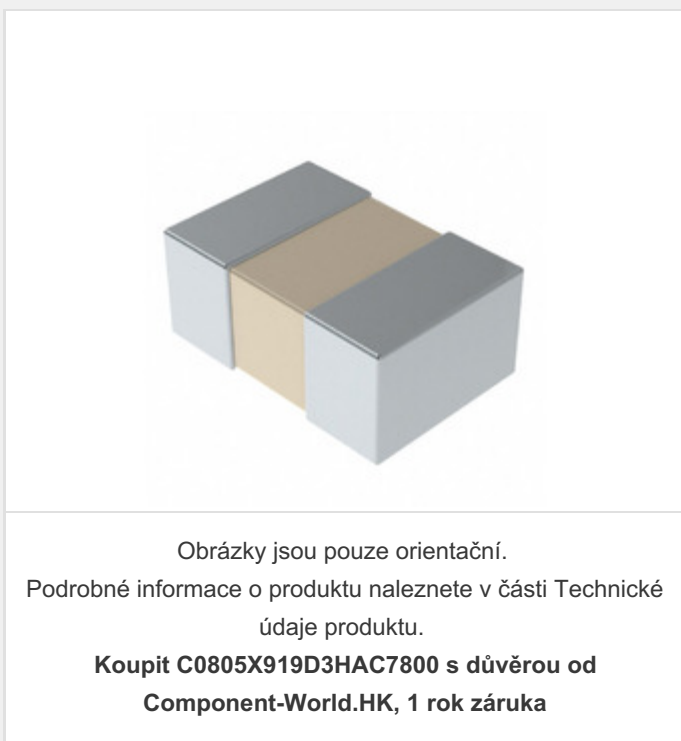 Obrázky jsou pouze orientační.
Podrobné informace o produktu naleznete v části Technické
údaje produktu.
Koupit C0805X919D3HAC7800 s důvěrou od
Component-World.HK, 1 rok záruka